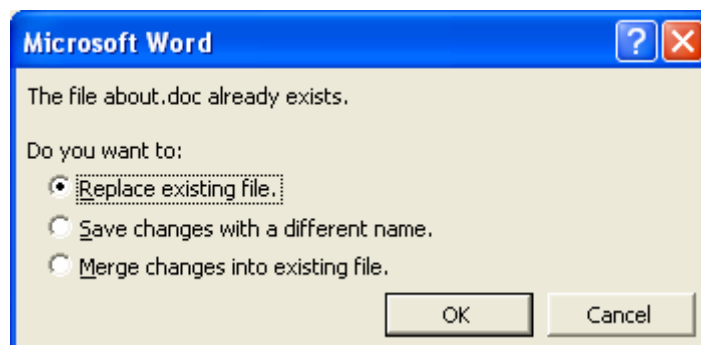 Microsoft Word
The file about.doc already exists.
Do you want to:
Replace existing file.
Save changes with a different name.
Merge changes into existing file.
OK Cancel